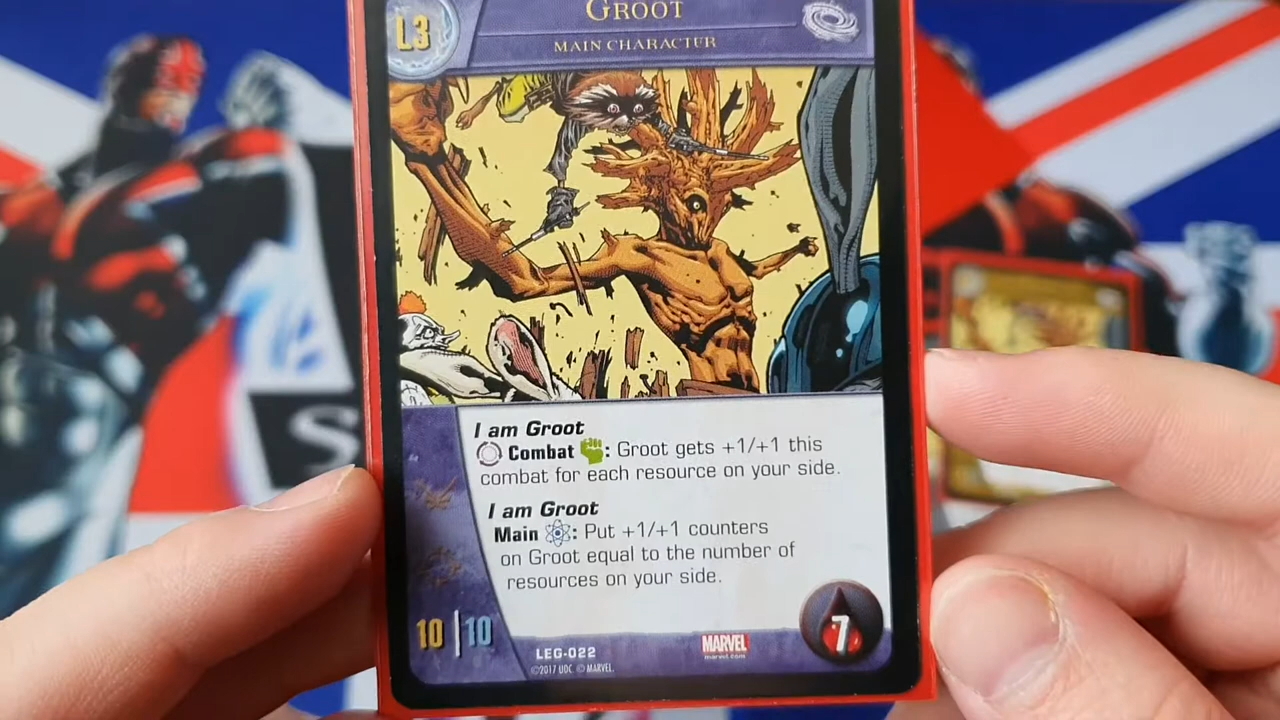 L3
GROOT
MAIN CHARACTER
I am Groot
Combat : Groot gets +1/+1 this
combat for each resource on your side.
I am Groot
Main : Put +1/+1 counters
on Groot equal to the number of
resources on your side.
10 | 10
7
LEG-022
MARVEL
marvel.com
©2017 UDC © MARVEL.
S